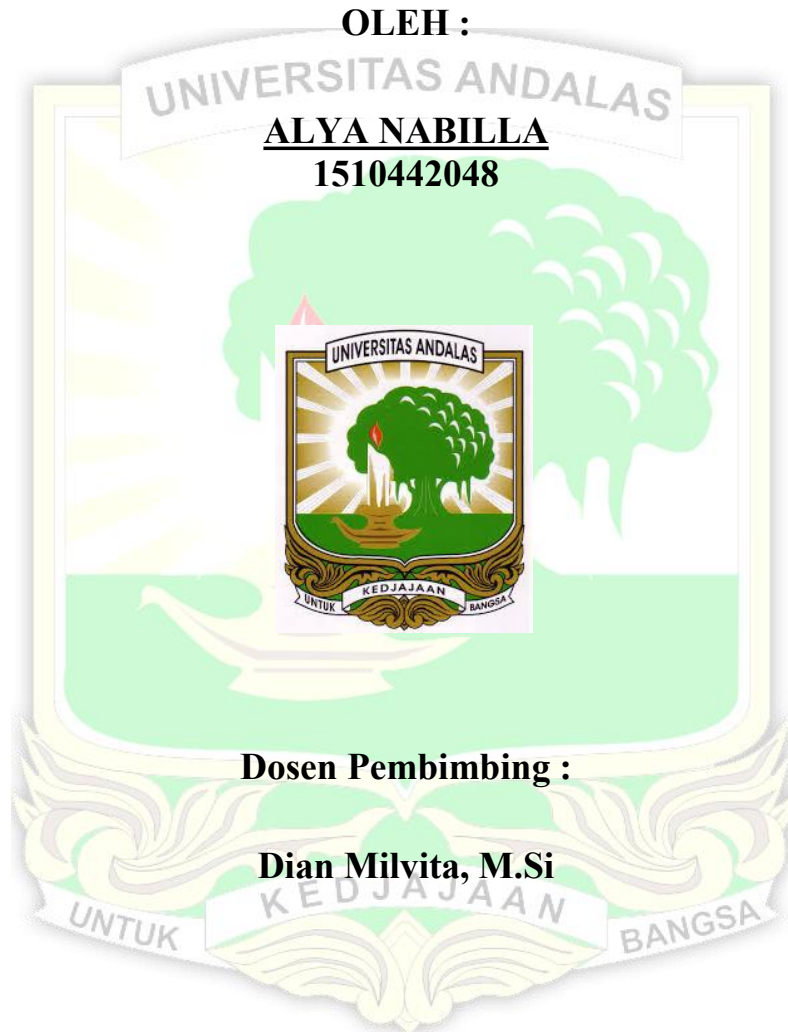 OLEH :
UNIVERSITAS ANDALAS
ALYA NABILLA
1510442048
UNIVERSITAS ANDALAS
UNTUK KEDJAJAAN BANGSA
Dosen Pembimbing :
Dian Milvita, M.Si
UNTUK KEDJAJAAN BANGSA